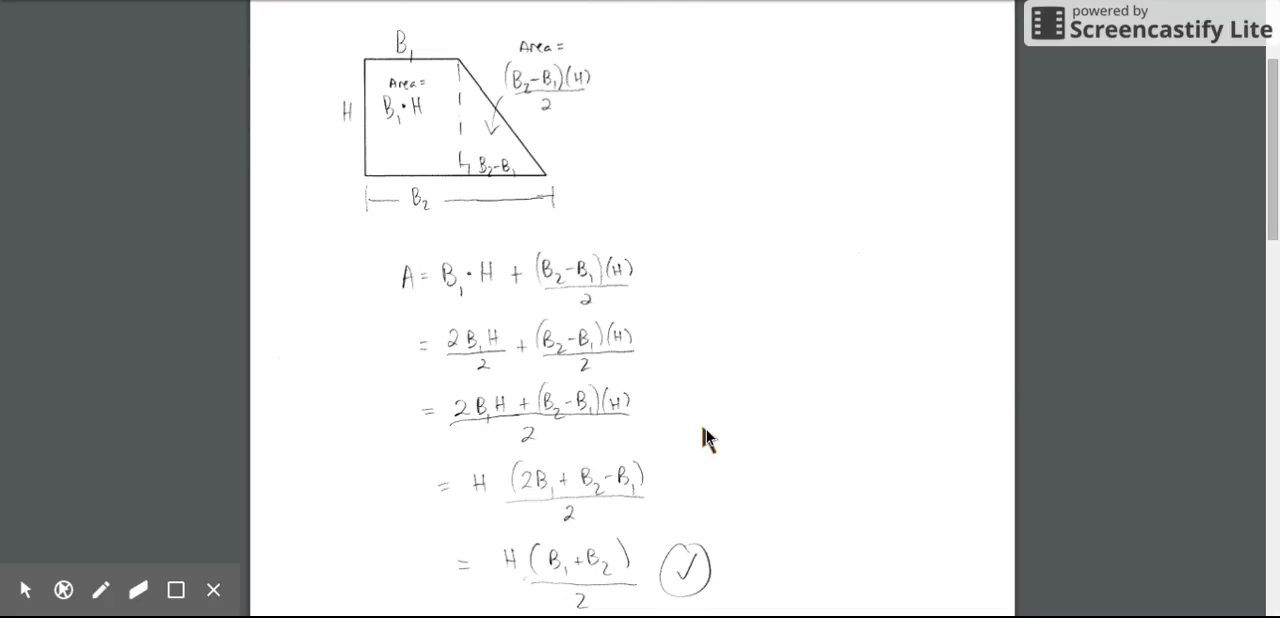 powered by
Screencastify Lite
B₁
Area =
(B₂-B₁)(H)
2
Area =
B₁·H
H
B₂-B₁
B₂
A = B₁·H + (B₂-B₁)(H)
2
= 2B₁H + (B₂-B₁)(H)
2 2
= 2B₁H + (B₂-B₁)(H)
2
= H (2B₁ + B₂-B₁)
2
= H (B₁+B₂) ✓
2